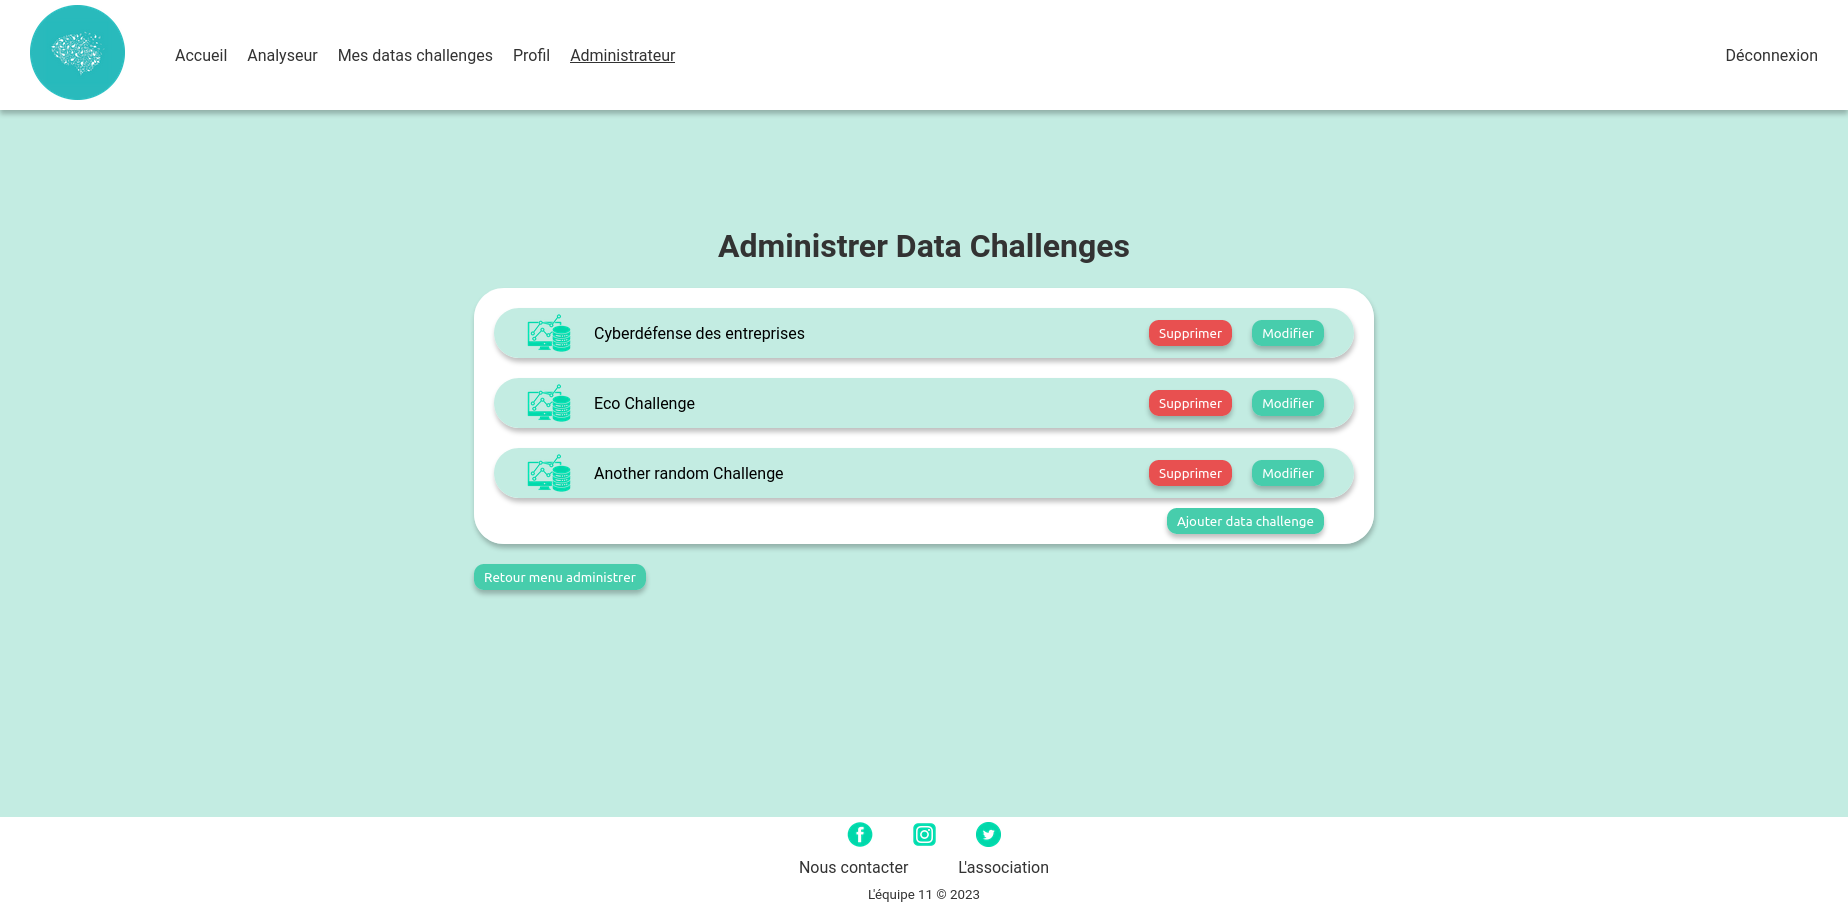 Accueil Analyseur Mes datas challenges Profil Administrateur Déconnexion
Administrer Data Challenges
Cyberdéfense des entreprises Supprimer Modifier
Eco Challenge Supprimer Modifier
Another random Challenge Supprimer Modifier
Ajouter data challenge
Retour menu administrer
Nous contacter L'association
L'équipe 11 © 2023